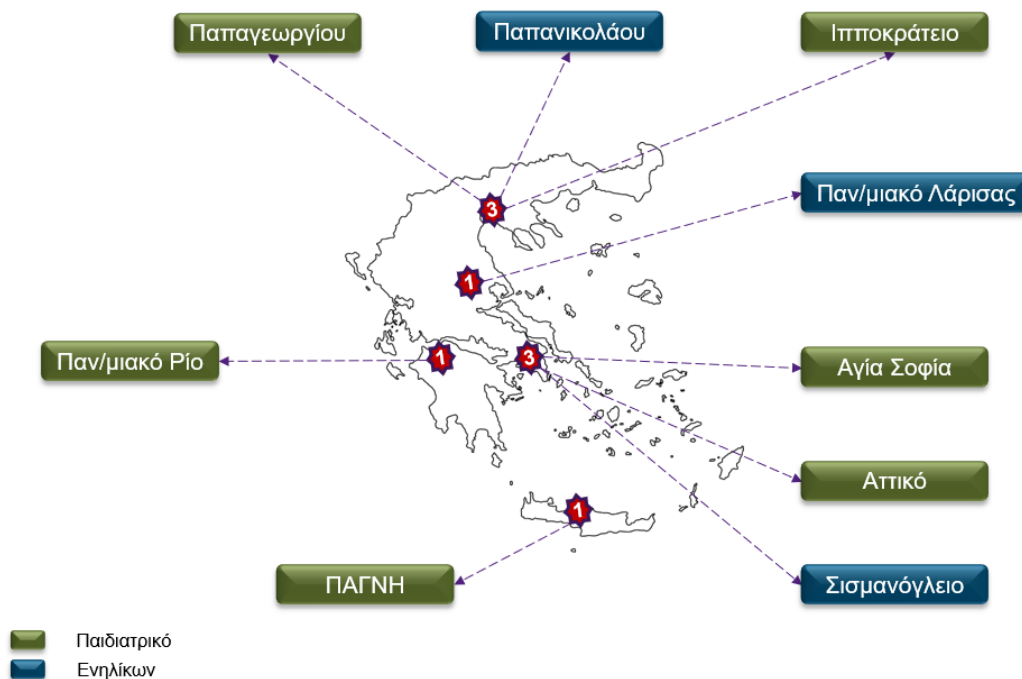 Παπαγεωργίου
Παπανικολάου
Ιπποκράτειο
Παν/μιακό Λάρισας
3
1
Παν/μιακό Ρίο
1
3
Αγία Σοφία
Αττικό
1
ΠΑΓΝΗ
Σισμανόγλειο
Παιδιατρικό
Ενηλίκων